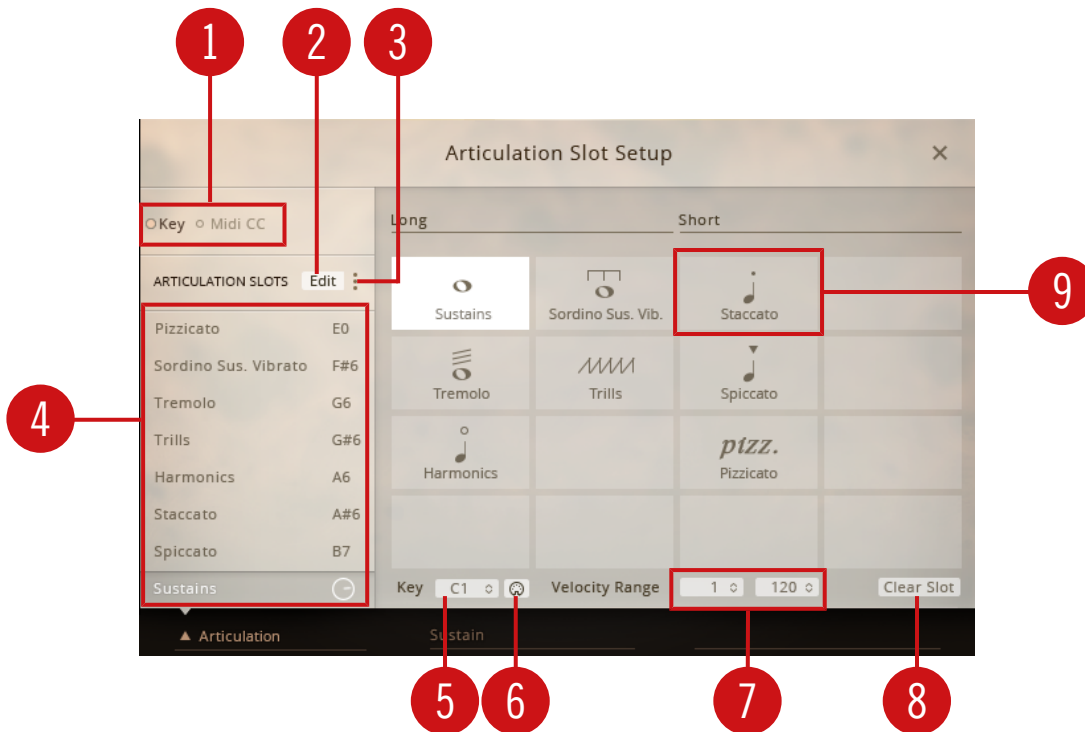 1 2 3
Articulation Slot Setup
Key Midi CC
Long Short
ARTICULATION SLOTS Edit
9
Sustains Sordino Sus. Vib. Staccato
Pizzicato E0
Sordino Sus. Vibrato F#6
Tremolo G6
Tremolo Trills Spiccato
4
Trills G#6
pizz.
Harmonics A6
Harmonics Pizzicato
Staccato A#6
Spiccato B7
Sustains
Key C1 Velocity Range 1 120 Clear Slot
Articulation Sustain
5 6 7 8